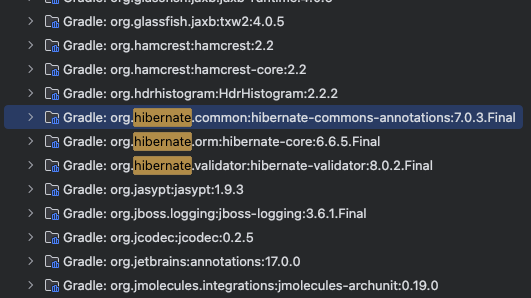 Gradle: org.glassfish.jaxb:jaxb-runtime:4.0.5
Gradle: org.glassfish.jaxb:txw2:4.0.5
Gradle: org.hamcrest:hamcrest:2.2
Gradle: org.hamcrest:hamcrest-core:2.2
Gradle: org.hdrhistogram:HdrHistogram:2.2.2
Gradle: org.hibernate.common:hibernate-commons-annotations:7.0.3.Final
Gradle: org.hibernate.orm:hibernate-core:6.6.5.Final
Gradle: org.hibernate.validator:hibernate-validator:8.0.2.Final
Gradle: org.jasypt:jasypt:1.9.3
Gradle: org.jboss.logging:jboss-logging:3.6.1.Final
Gradle: org.jcodec:jcodec:0.2.5
Gradle: org.jetbrains:annotations:17.0.0
Gradle: org.jmolecules.integrations:jmolecules-archunit:0.19.0